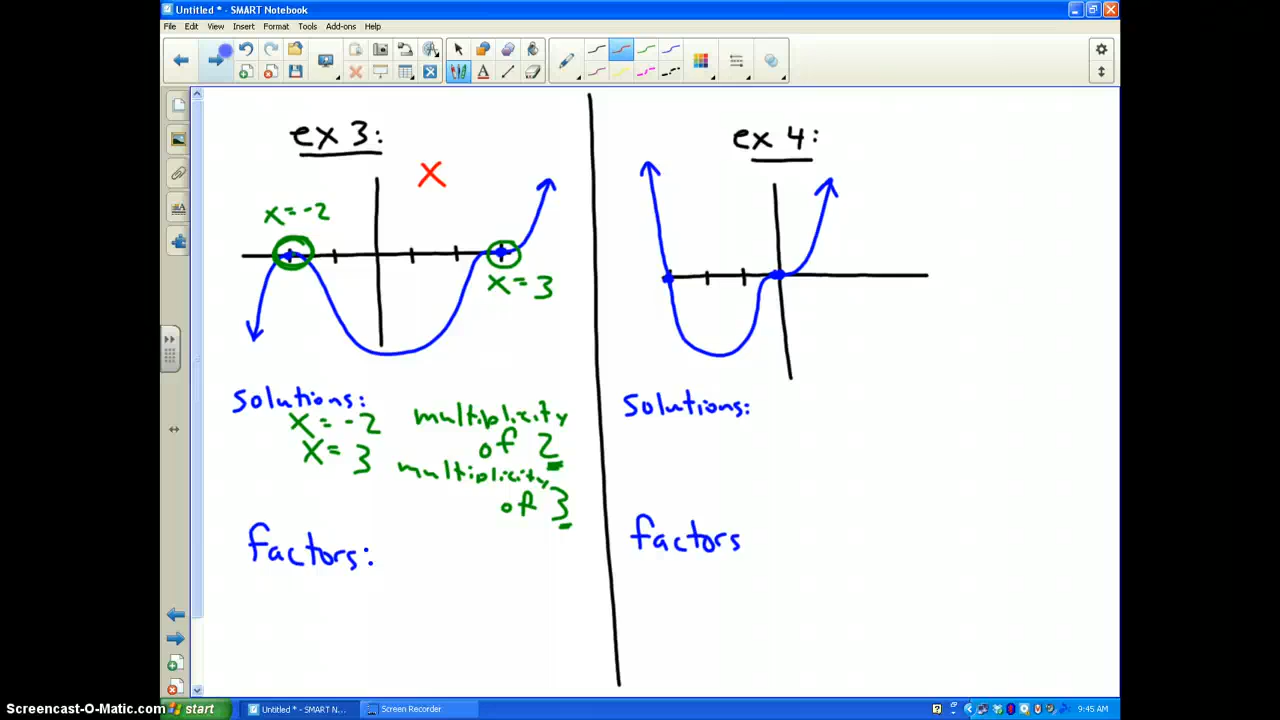 Untitled * - SMART Notebook
File Edit View Insert Format Tools Add-ons Help
ex 3:
X
x = -2
x = 3
solutions:
x = -2 multiplicity
of 2
x = 3 multiplicity
of 3
factors:
ex 4:
solutions:
factors
Screencast-O-Matic.com
start
Untitled * - SMART N...
Screen Recorder
9:45 AM